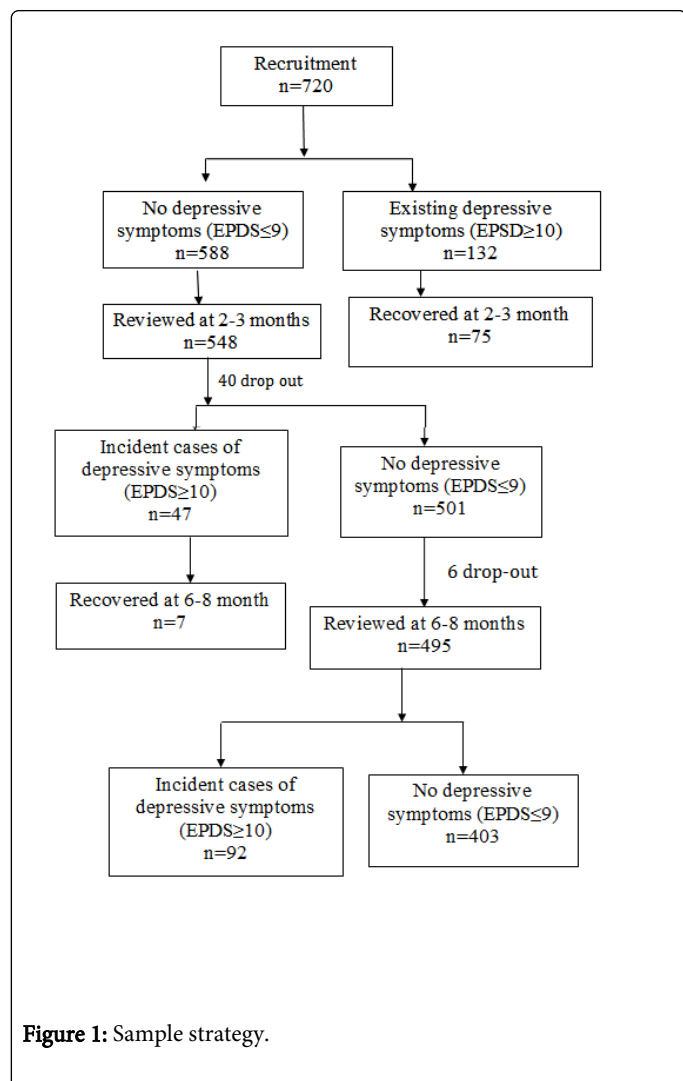 Recruitment
n=720
No depressive
symptoms (EPDS≤9)
n=588
Existing depressive
symptoms (EPSD≥10)
n=132
Reviewed at 2-3 months
n=548
Recovered at 2-3 month
n=75
40 drop out
Incident cases of
depressive symptoms
(EPDS≥10)
n=47
No depressive
symptoms (EPDS≤9)
n=501
Recovered at 6-8 month
n=7
6 drop-out
Reviewed at 6-8 months
n=495
Incident cases of
depressive symptoms
(EPDS≥10)
n=92
No depressive
symptoms (EPDS≤9)
n=403
Figure 1: Sample strategy.